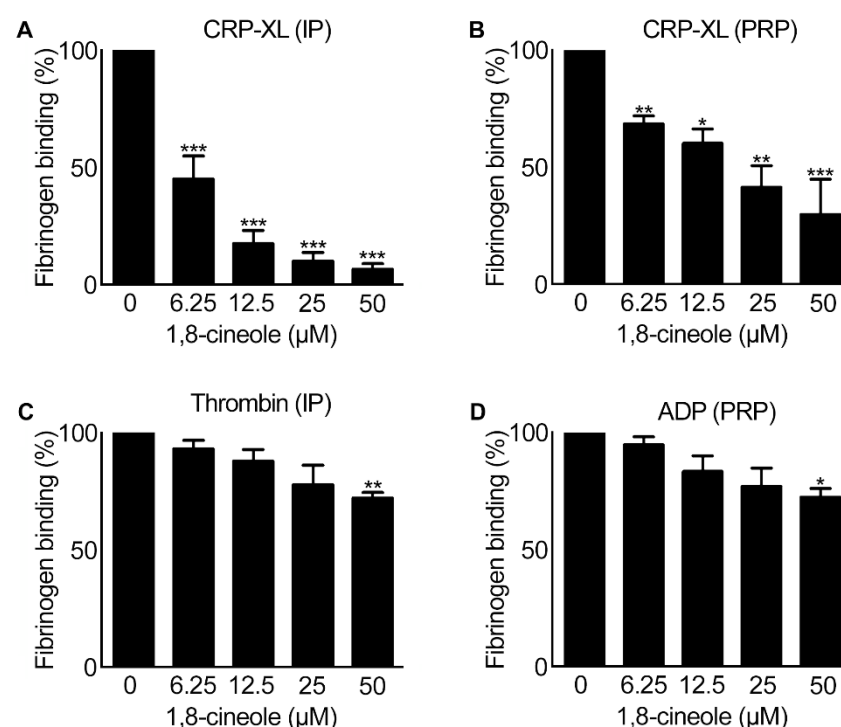 A
CRP-XL (IP)
Fibrinogen binding (%)
100
50
0
***
***
***
***
0 6.25 12.5 25 50
1,8-cineole (μM)
B
CRP-XL (PRP)
Fibrinogen binding (%)
100
50
0
**
*
**
***
0 6.25 12.5 25 50
1,8-cineole (μM)
C
Thrombin (IP)
Fibrinogen binding (%)
100
50
0
**
0 6.25 12.5 25 50
1,8-cineole (μM)
D
ADP (PRP)
Fibrinogen binding (%)
100
50
0
*
0 6.25 12.5 25 50
1,8-cineole (μM)